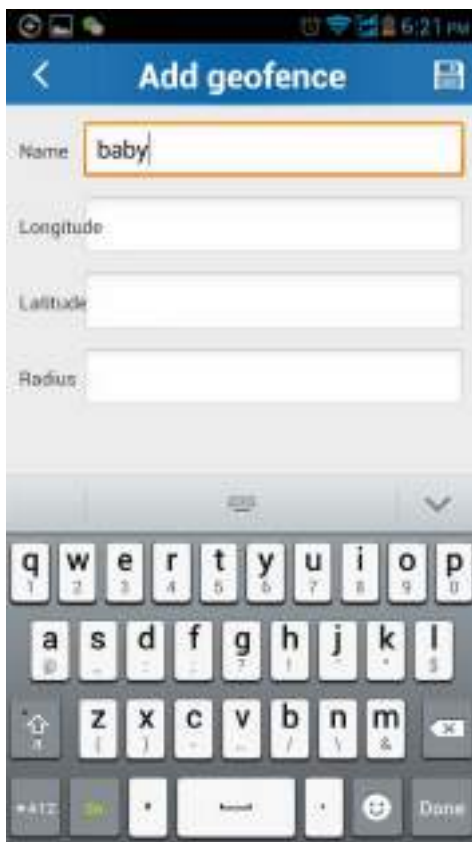 6:21 PM
Add geofence
Name baby
Longitude
Latitude
Radius
q w e r t y u i o p
1 2 3 4 5 6 7 8 9 0
a s d f g h j k l
z x c v b n m
Done